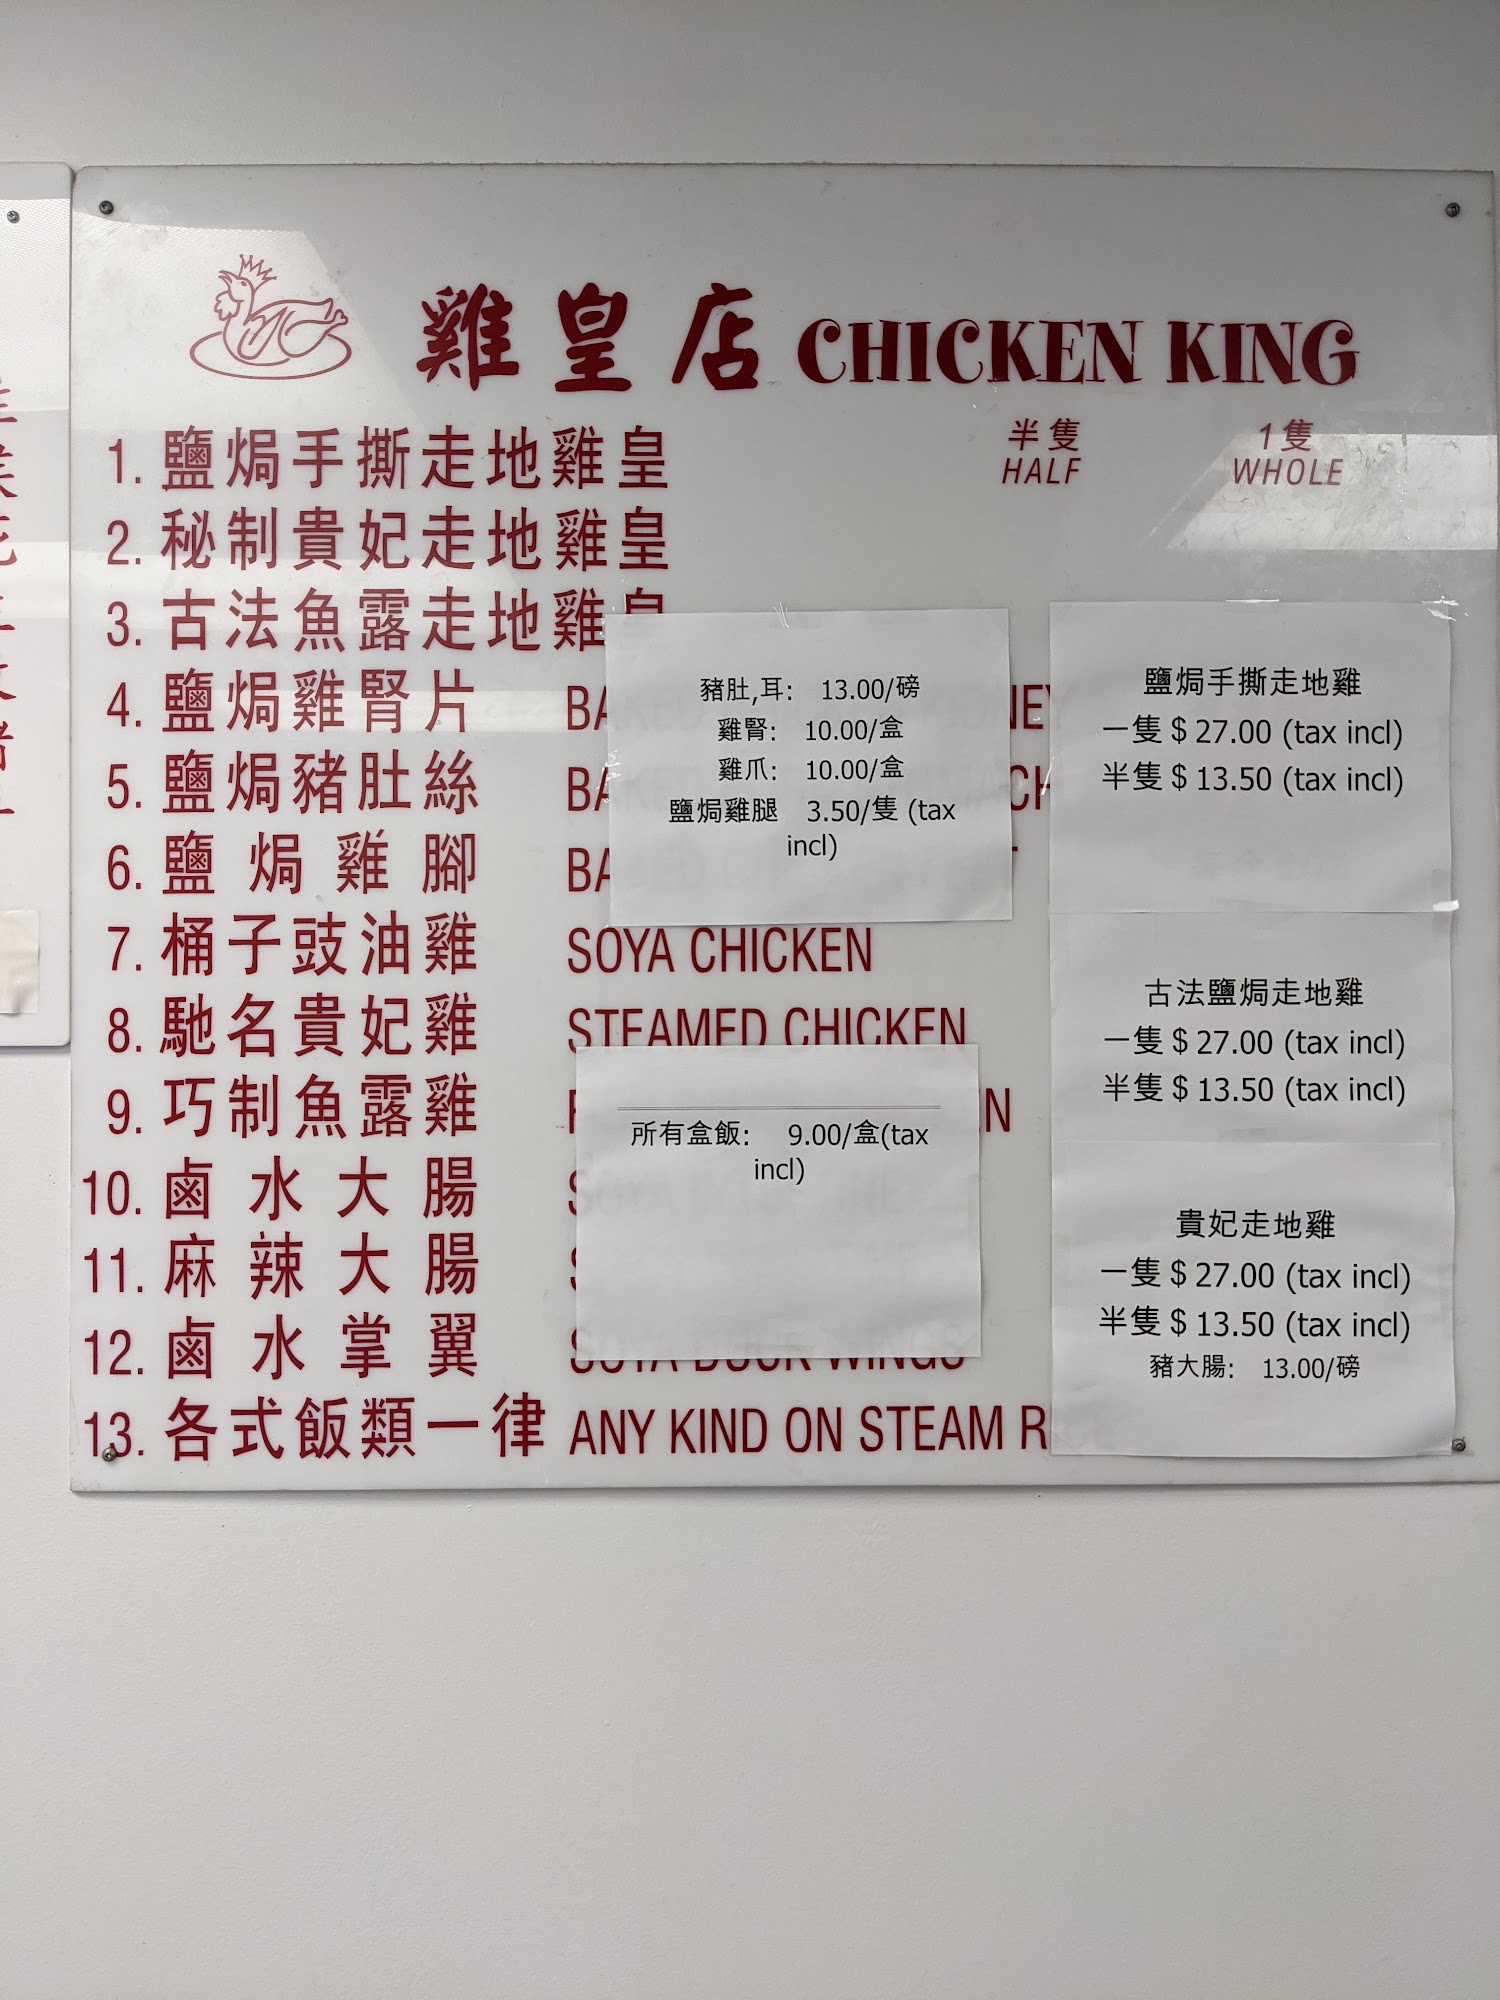 雞皇店 CHICKEN KING
半隻 1隻
HALF WHOLE
1. 鹽焗手撕走地雞皇
2. 秘制貴妃走地雞皇
3. 古法魚露走地雞皇
4. 鹽焗雞腎片
5. 鹽焗豬肚絲
6. 鹽焗雞腳
7. 桶子豉油雞 SOYA CHICKEN
8. 馳名貴妃雞 STEAMED CHICKEN
9. 巧制魚露雞
10. 鹵水大腸
11. 麻辣大腸
12. 鹵水掌翼 SOYA DUCK WINGS
13. 各式飯類一律 ANY KIND ON STEAM
豬肚,耳: 13.00/磅
雞腎: 10.00/盒
雞爪: 10.00/盒
鹽焗雞腿 3.50/隻 (tax
incl)
所有盒飯: 9.00/盒(tax
incl)
鹽焗手撕走地雞
一隻 $ 27.00 (tax incl)
半隻 $ 13.50 (tax incl)
古法鹽焗走地雞
一隻 $ 27.00 (tax incl)
半隻 $ 13.50 (tax incl)
貴妃走地雞
一隻 $ 27.00 (tax incl)
半隻 $ 13.50 (tax incl)
豬大腸: 13.00/磅